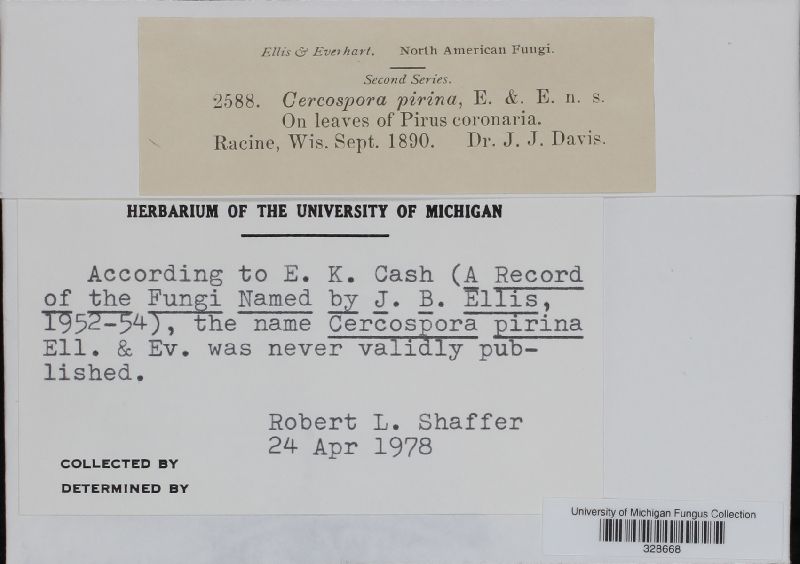 Ellis & Everhart. North American Fungi.
Second Series.
2588. Cercospora pirina, E. &. E. n. s.
On leaves of Pirus coronaria.
Racine, Wis. Sept. 1890. Dr. J. J. Davis.
HERBARIUM OF THE UNIVERSITY OF MICHIGAN
According to E. K. Cash (A Record
of the Fungi Named by J. B. Ellis,
1952-54), the name Cercospora pirina
Ell. & Ev. was never validly pub-
lished.
Robert L. Shaffer
24 Apr 1978
COLLECTED BY
DETERMINED BY
University of Michigan Fungus Collection
328668